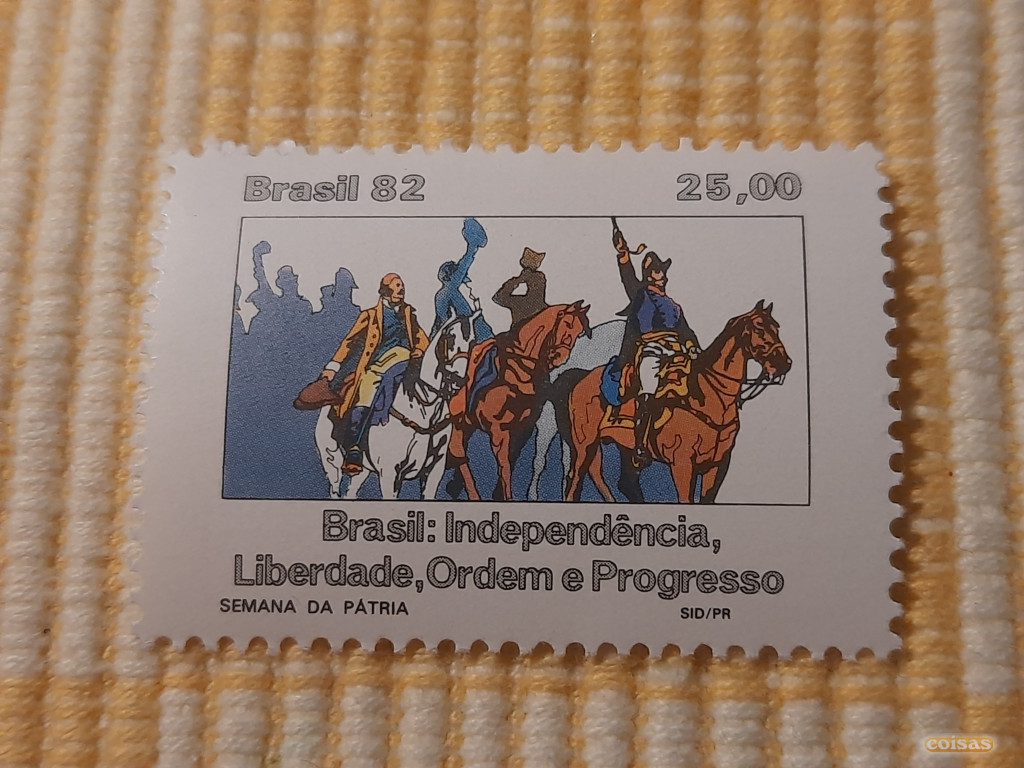 Brasil 82 25,00
Brasil: Independência,
Liberdade, Ordem e Progresso
SEMANA DA PÁTRIA SID/PR
coisas